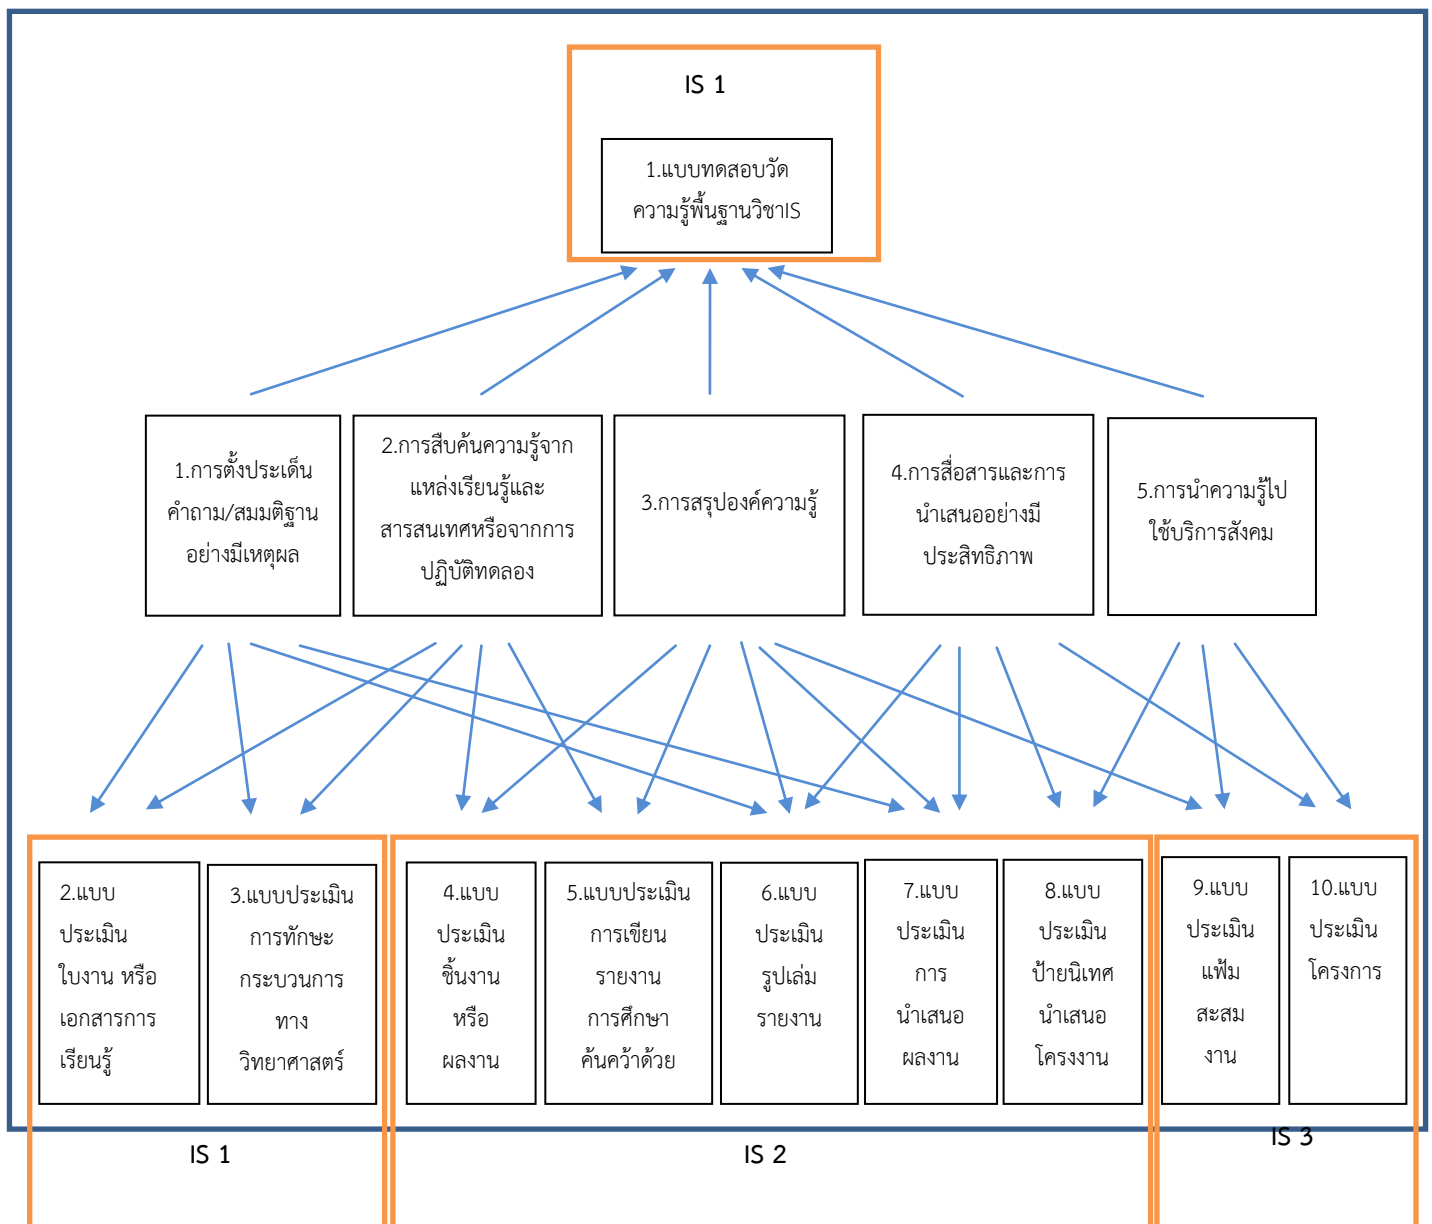 IS 1
1.แบบทดสอบวัด
ความรู้พื้นฐานวิชาIS
1.การตั้งประเด็น
คำถาม/สมมติฐาน
อย่างมีเหตุผล
2.การสืบค้นความรู้จาก
แหล่งเรียนรู้และ
สารสนเทศหรือจากการ
ปฏิบัติทดลอง
3.การสรุปองค์ความรู้
4.การสื่อสารและการ
นำเสนออย่างมี
ประสิทธิภาพ
5.การนำความรู้ไป
ใช้บริการสังคม
2.แบบ
ประเมิน
ใบงาน หรือ
เอกสารการ
เรียนรู้
3.แบบประเมิน
การทักษะ
กระบวนการ
ทาง
วิทยาศาสตร์
4.แบบ
ประเมิน
ชิ้นงาน
หรือ
ผลงาน
5.แบบประเมิน
การเขียน
รายงาน
การศึกษา
ค้นคว้าด้วย
6.แบบ
ประเมิน
รูปเล่ม
รายงาน
7.แบบ
ประเมิน
การ
นำเสนอ
ผลงาน
8.แบบ
ประเมิน
ป้ายนิเทศ
นำเสนอ
โครงงาน
9.แบบ
ประเมิน
แฟ้ม
สะสม
งาน
10.แบบ
ประเมิน
โครงการ
IS 1
IS 2
IS 3